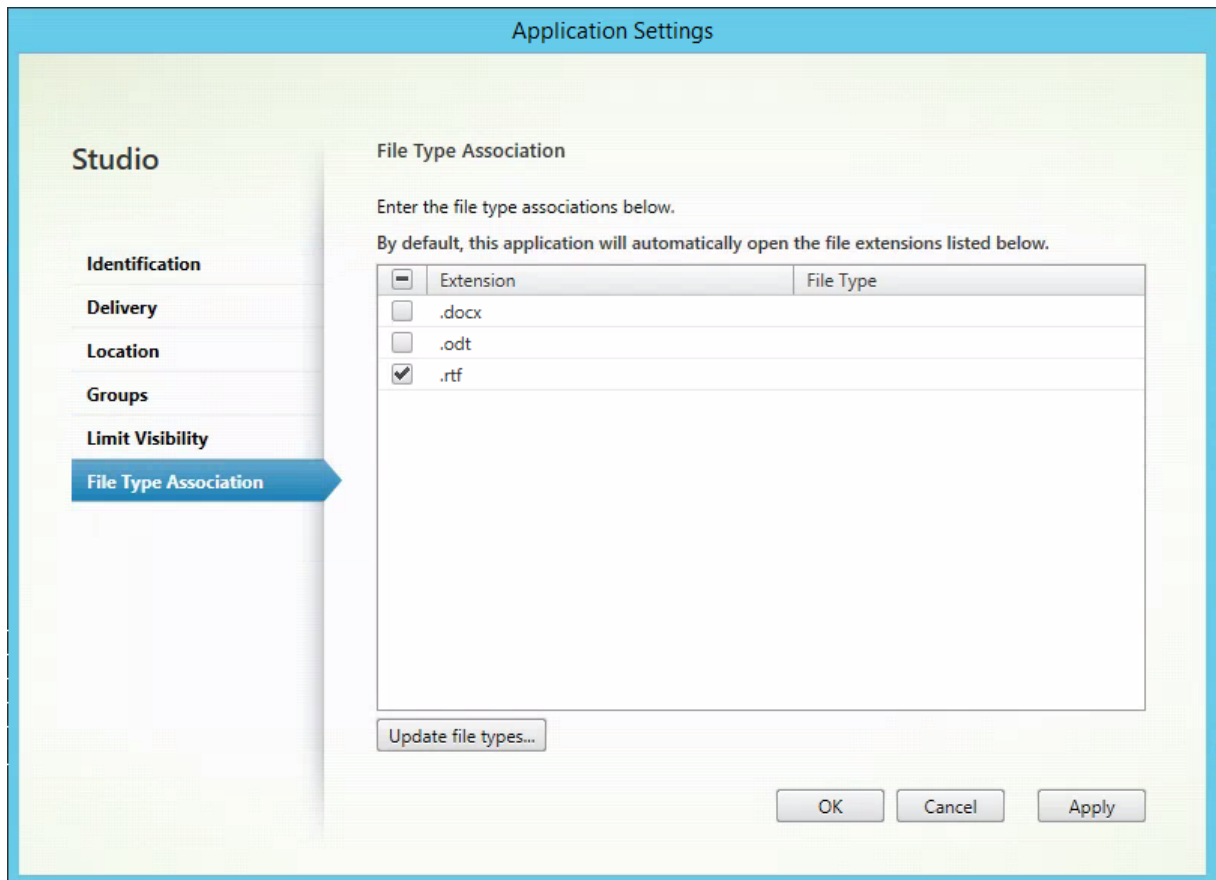 Application Settings
Studio
Identification
Delivery
Location
Groups
Limit Visibility
File Type Association
File Type Association
Enter the file type associations below.
By default, this application will automatically open the file extensions listed below.
Extension File Type
.docx
.odt
.rtf
Update file types...
OK Cancel Apply